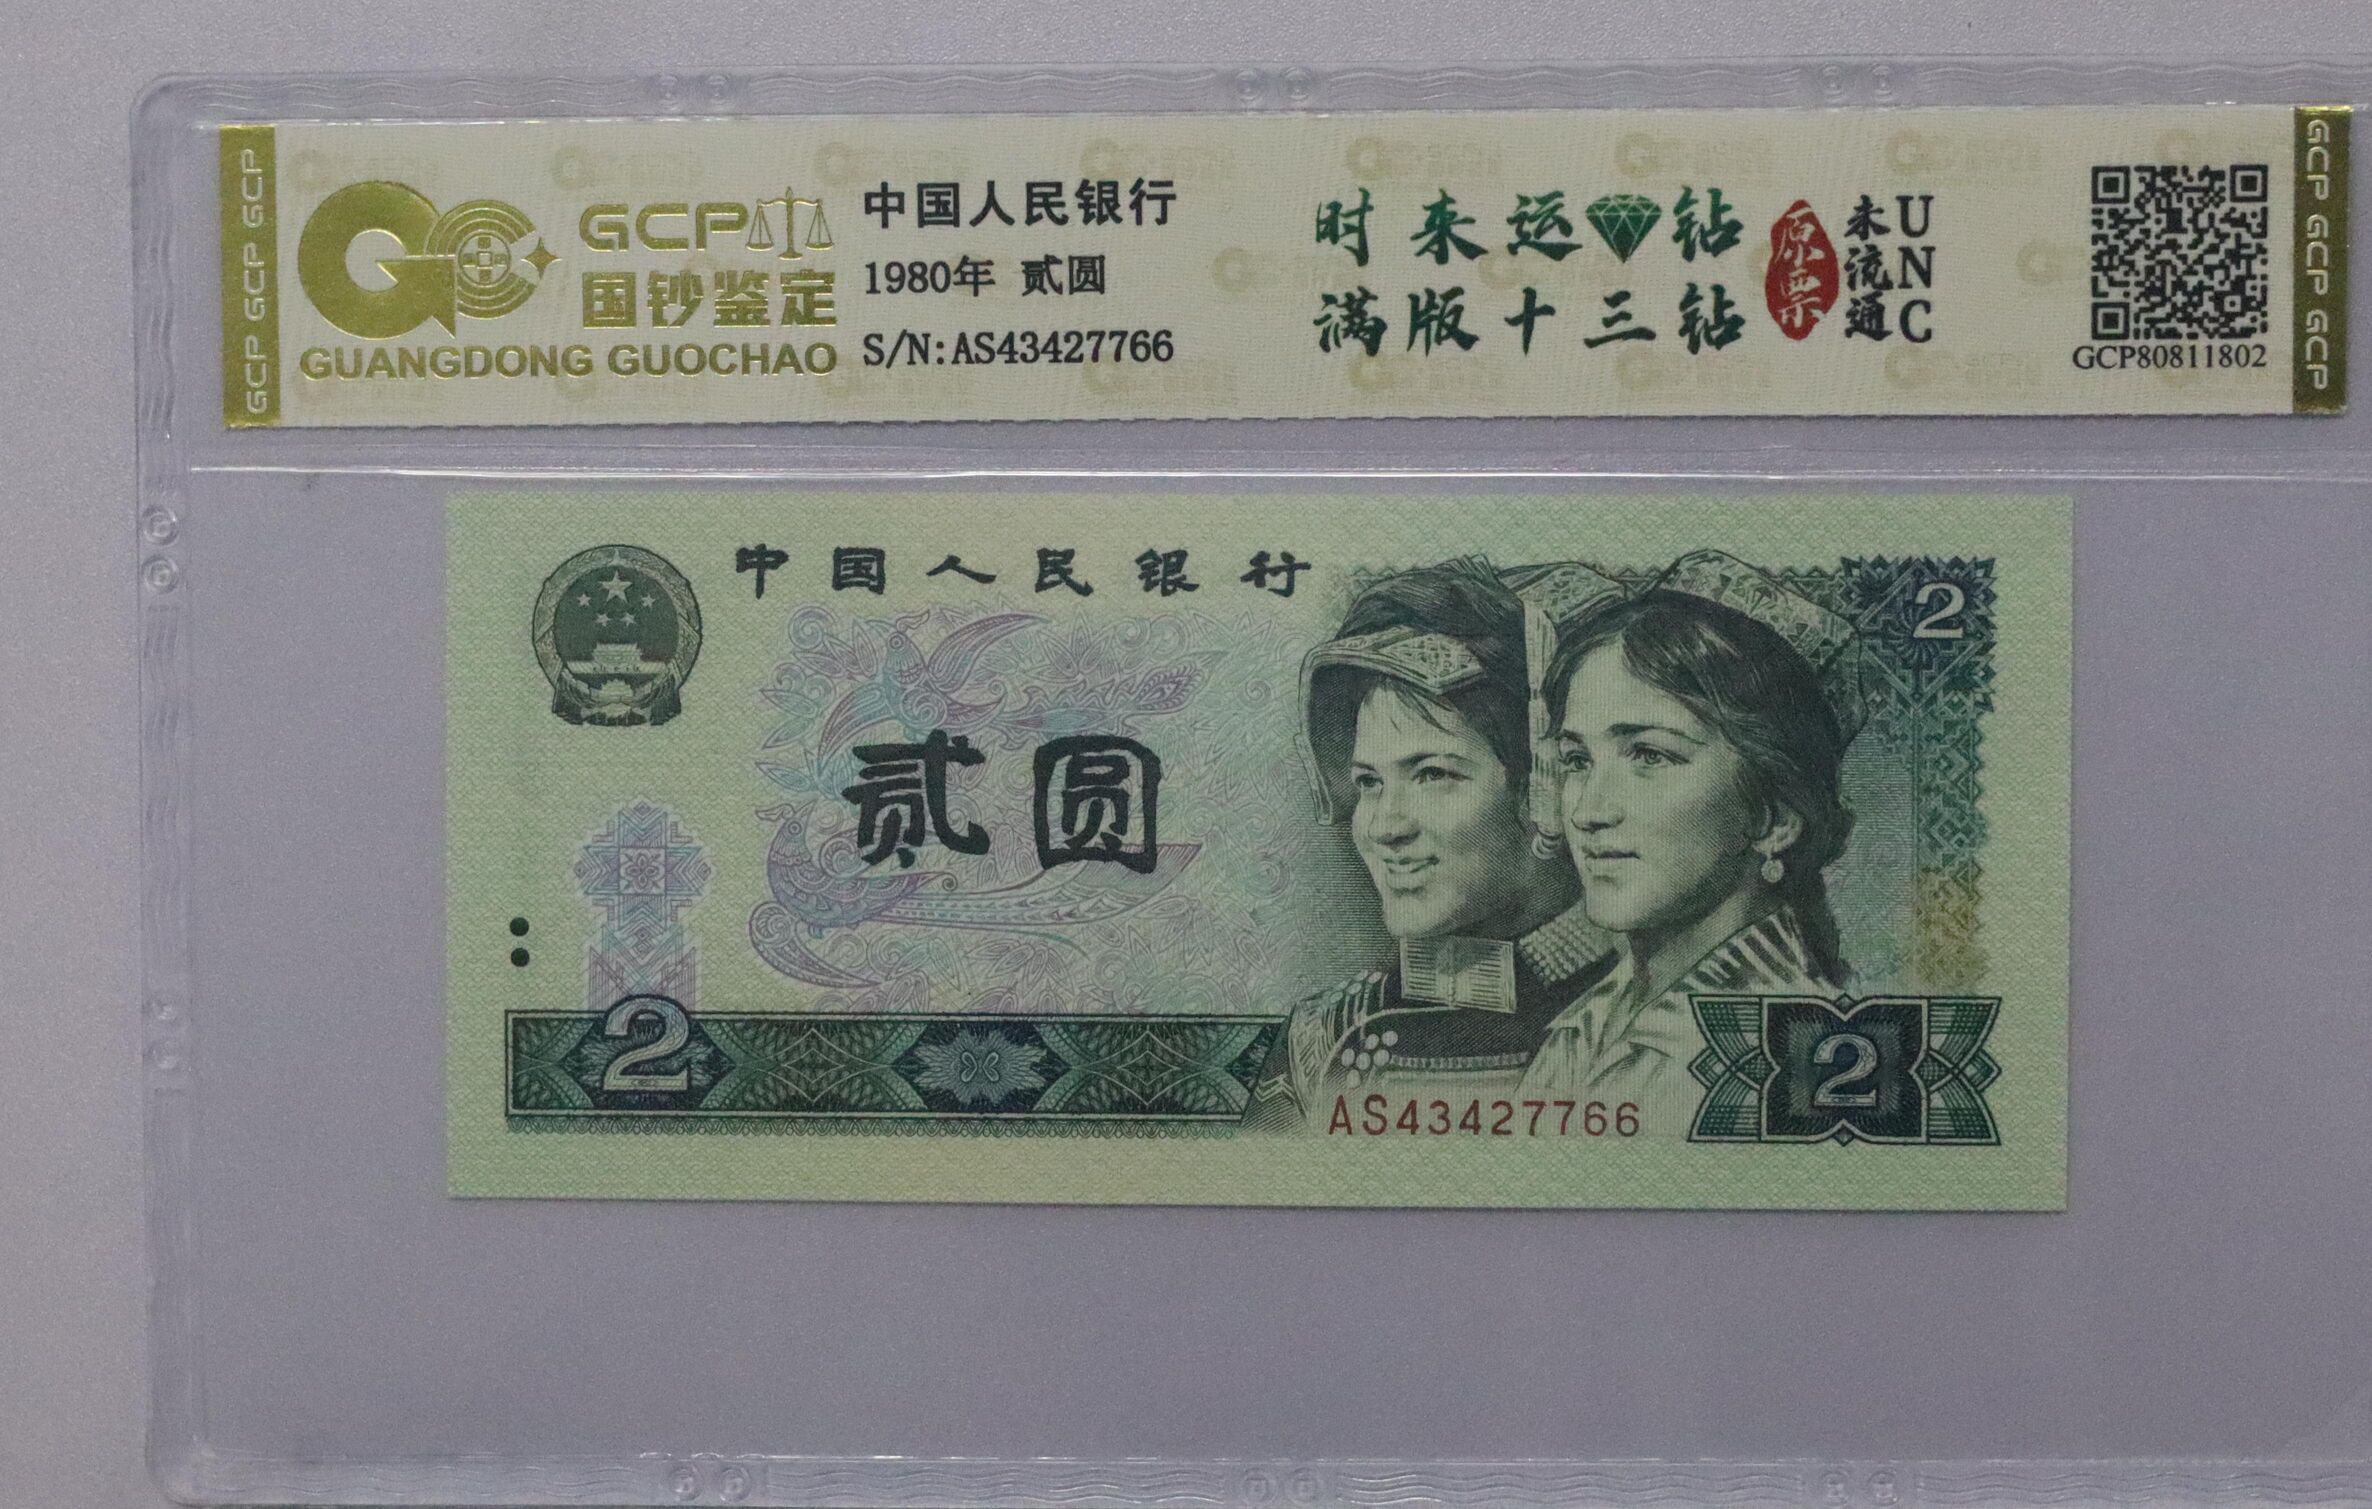 GCP GCP GCP
GCP
国钞鉴定
GUANGDONG GUOCHAO
中国人民银行
1980年 贰圆
S/N:AS43427766
时来运钻
满版十三钻
原票
未流通
UNC
GCP80811802
GCP GCP GCP
中国人民银行
2
贰圆
2
AS43427766
2